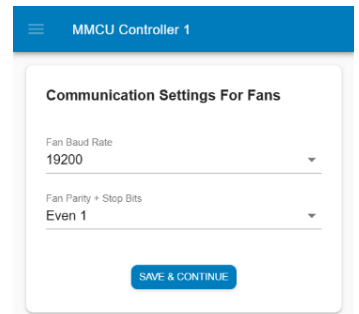 MMCU Controller 1
Communication Settings For Fans
Fan Baud Rate
19200
Fan Parity + Stop Bits
Even 1
SAVE & CONTINUE